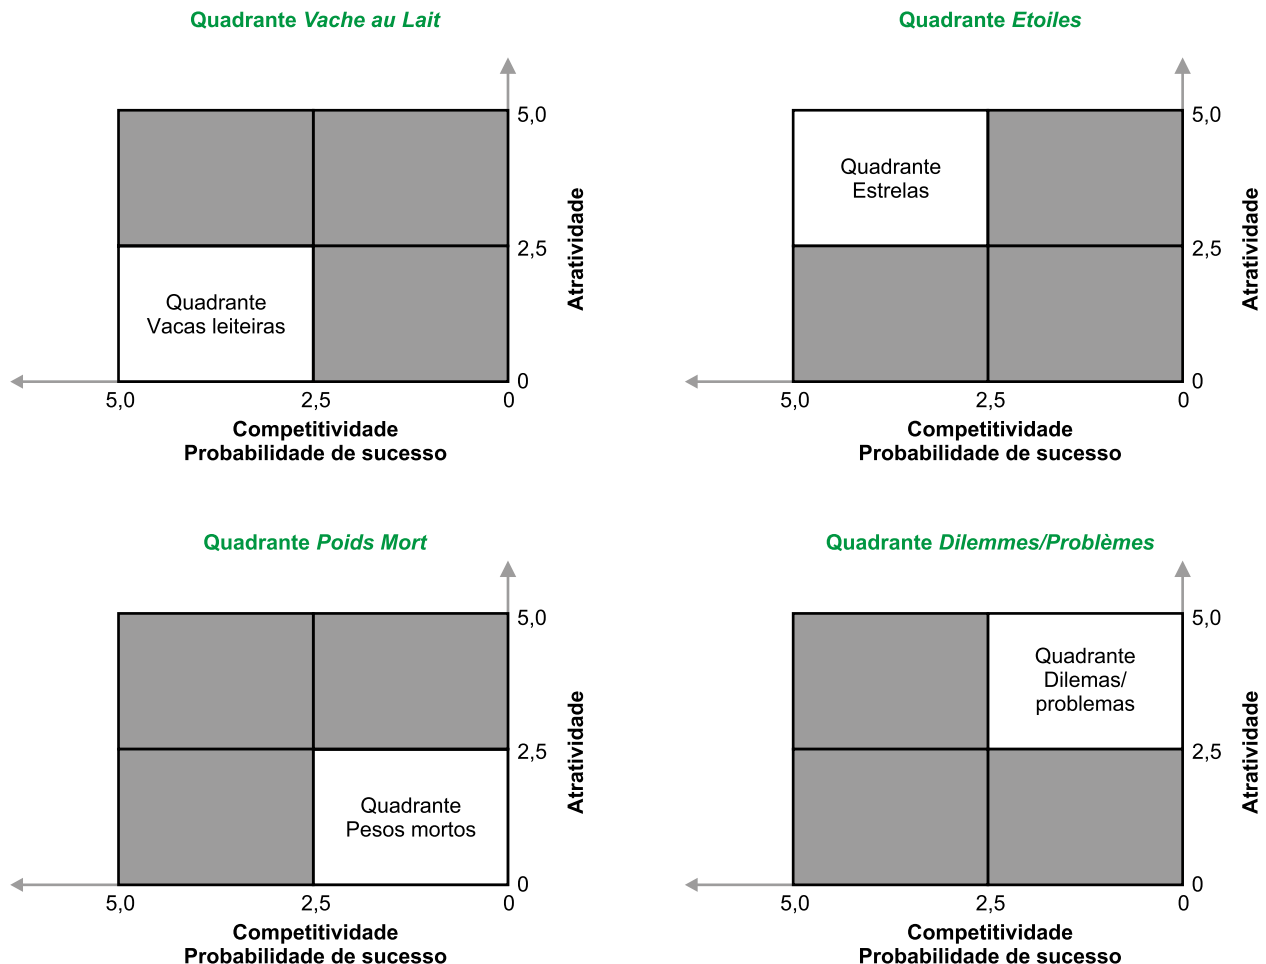 Quadrante Vache au Lait
5,0
2,5
0
Atratividade
Quadrante
Vacas leiteiras
5,0
2,5
0
Competitividade
Probabilidade de sucesso
Quadrante Etoiles
5,0
2,5
0
Atratividade
Quadrante
Estrelas
5,0
2,5
0
Competitividade
Probabilidade de sucesso
Quadrante Poids Mort
5,0
2,5
0
Atratividade
Quadrante
Pesos mortos
5,0
2,5
0
Competitividade
Probabilidade de sucesso
Quadrante Dilemmes/Problèmes
5,0
2,5
0
Atratividade
Quadrante
Dilemas/
problemas
5,0
2,5
0
Competitividade
Probabilidade de sucesso